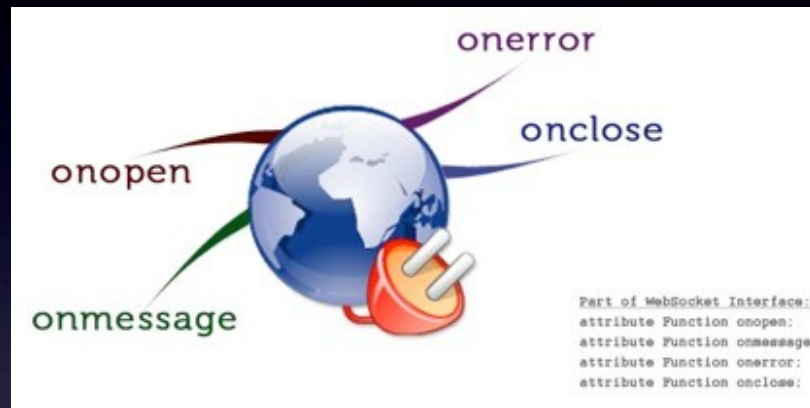 onerror
onclose
onopen
onmessage
Part of WebSocket Interface:
attribute Function onopen;
attribute Function onmessage
attribute Function onerror;
attribute Function onclose;